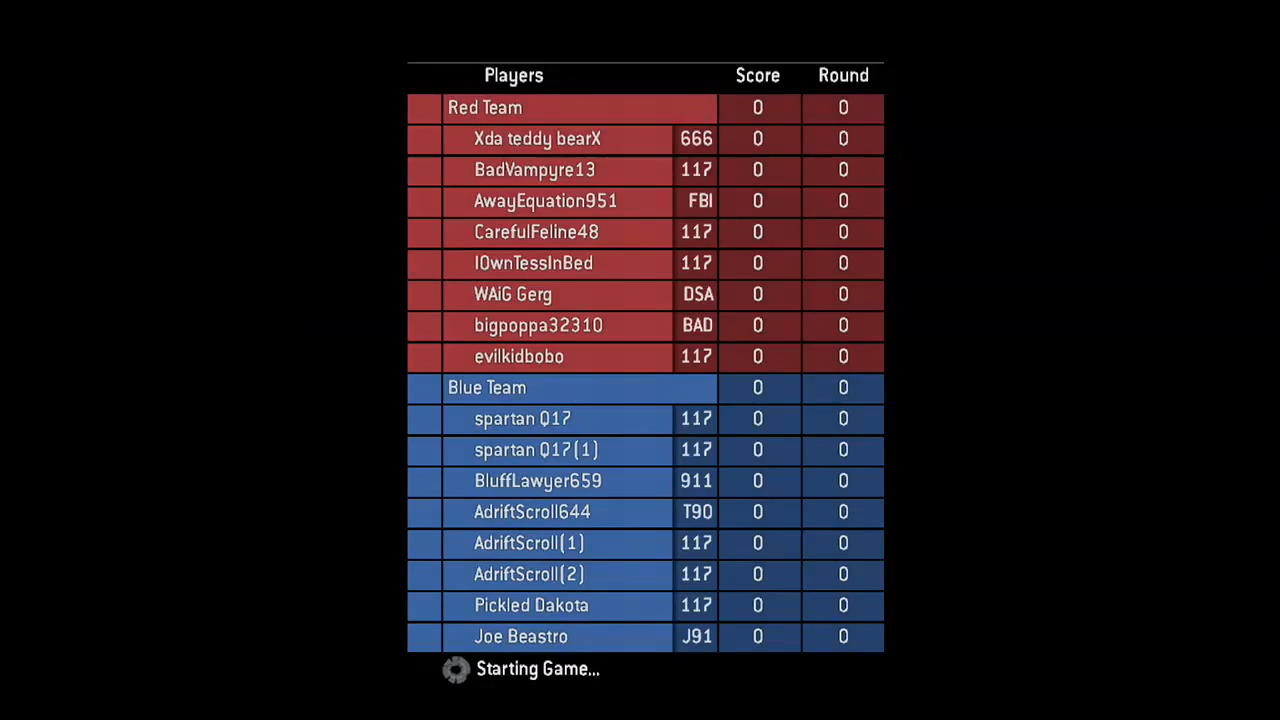 Players Score Round
Red Team 0 0
Xda teddy bearX 666 0 0
BadVampyre13 117 0 0
AwayEquation951 FBI 0 0
CarefulFeline48 117 0 0
IOwnTessInBed 117 0 0
WAiG Gerg DSA 0 0
bigpoppa32310 BAD 0 0
evilkidbobo 117 0 0
Blue Team 0 0
spartan Q17 117 0 0
spartan Q17(1) 117 0 0
BluffLawyer659 911 0 0
AdriftScroll644 T90 0 0
AdriftScroll(1) 117 0 0
AdriftScroll(2) 117 0 0
Pickled Dakota 117 0 0
Joe Beastro J91 0 0
Starting Game...